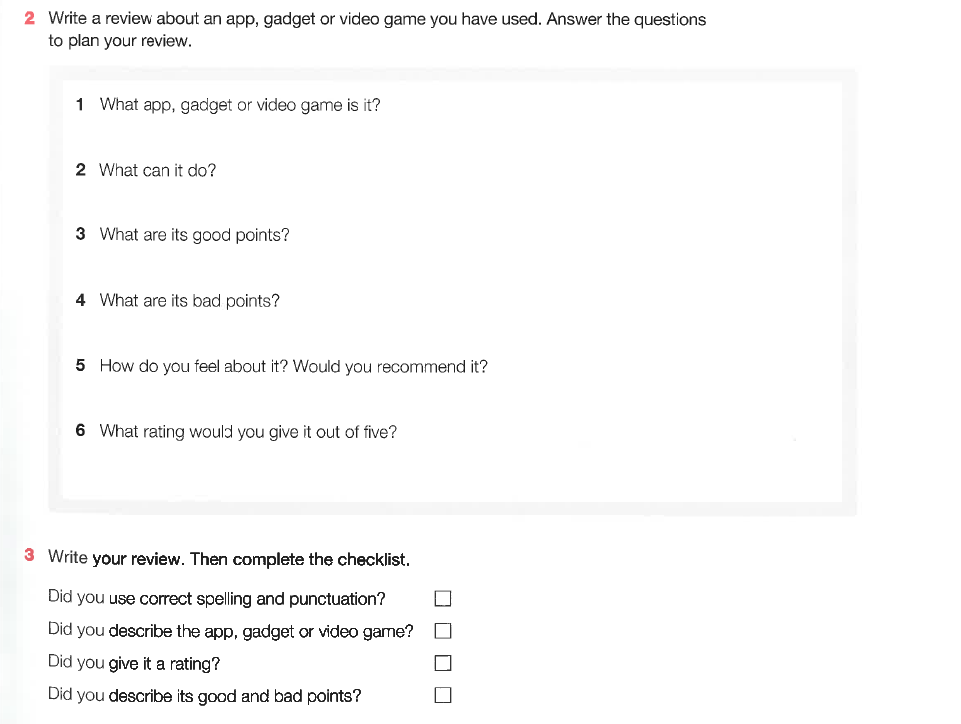 2 Write a review about an app, gadget or video game you have used. Answer the questions
to plan your review.
1 What app, gadget or video game is it?
2 What can it do?
3 What are its good points?
4 What are its bad points?
5 How do you feel about it? Would you recommend it?
6 What rating would you give it out of five?
3 Write your review. Then complete the checklist.
Did you use correct spelling and punctuation?
Did you describe the app, gadget or video game?
Did you give it a rating?
Did you describe its good and bad points?